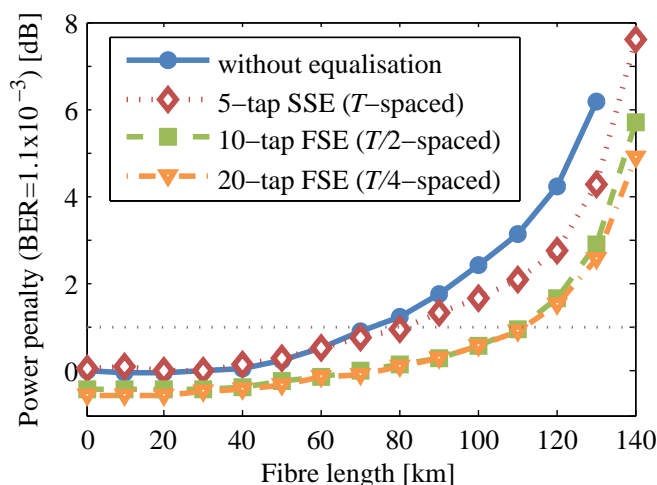 8
6
4
2
1
0
Power penalty (BER=1.1x10⁻³) [dB]
without equalisation
5−tap SSE (T−spaced)
10−tap FSE (T/2−spaced)
20−tap FSE (T/4−spaced)
0 20 40 60 80 100 120 140
Fibre length [km]